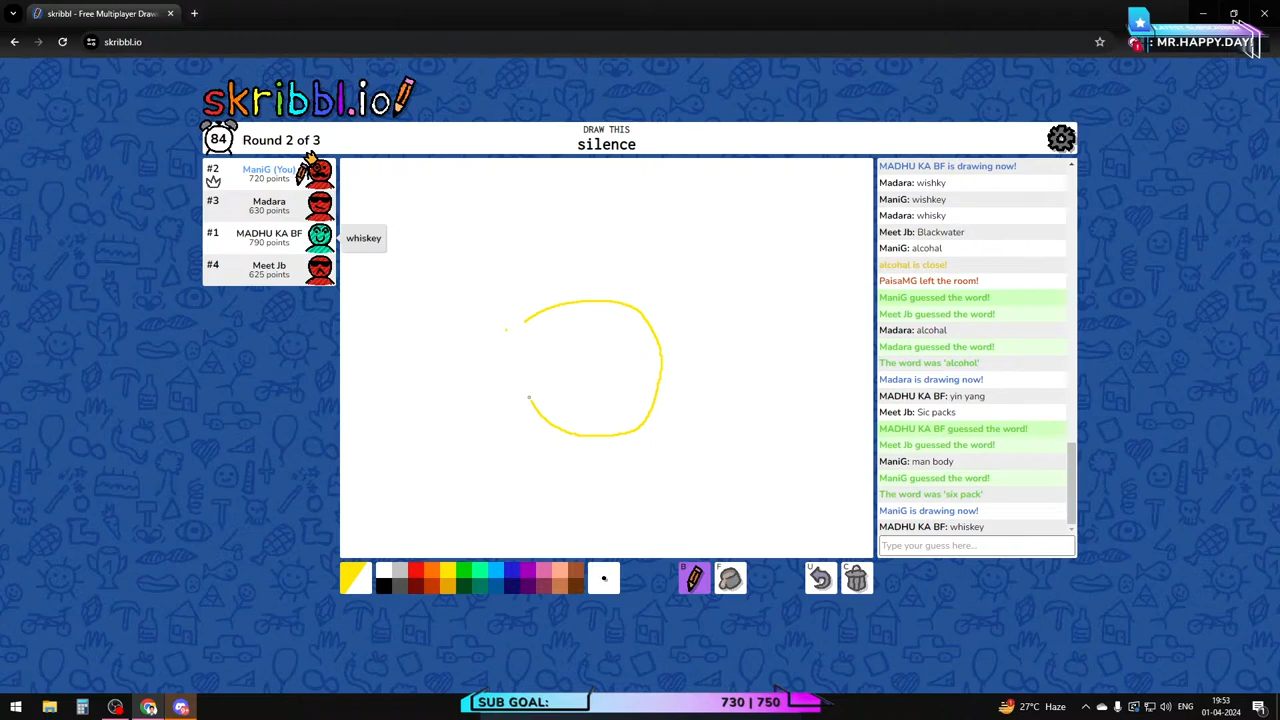 skribbl - Free Multiplayer Draw
skribbl.io
: MR.HAPPY.DAY!
skribbl.io
84
Round 2 of 3
DRAW THIS
silence
#2
ManiG (You)
720 points
#3
Madara
630 points
#1
MADHU KA BF
790 points
#4
Meet Jb
625 points
whiskey
MADHU KA BF is drawing now!
Madara: wishky
ManiG: wishkey
Madara: whisky
Meet Jb: Blackwater
ManiG: alcohal
alcohal is close!
PaisaMG left the room!
ManiG guessed the word!
Meet Jb guessed the word!
Madara: alcohal
Madara guessed the word!
The word was 'alcohol'
Madara is drawing now!
MADHU KA BF: yin yang
Meet Jb: Sic packs
MADHU KA BF guessed the word!
Meet Jb guessed the word!
ManiG: man body
ManiG guessed the word!
The word was 'six pack'
ManiG is drawing now!
MADHU KA BF: whiskey
Type your guess here...
B
F
U
C
SUB GOAL:
730 | 750
27°C Haze
ENG
19:53
01-04-2024